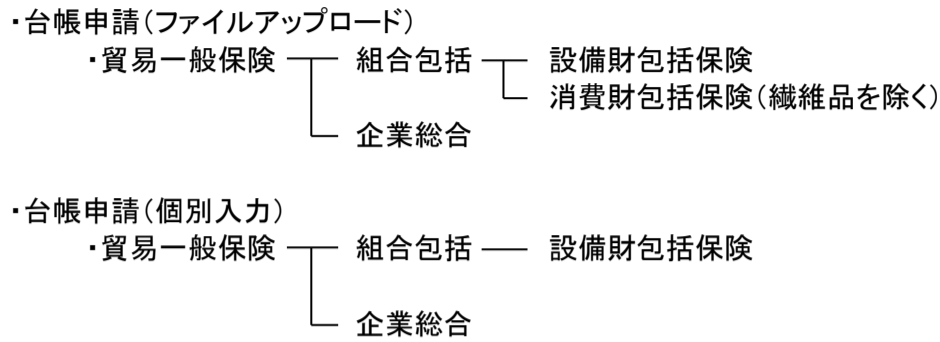 ・台帳申請(ファイルアップロード)
・貿易一般保険 組合包括 設備財包括保険
消費財包括保険(繊維品を除く)
企業総合
・台帳申請(個別入力)
・貿易一般保険 組合包括 設備財包括保険
企業総合